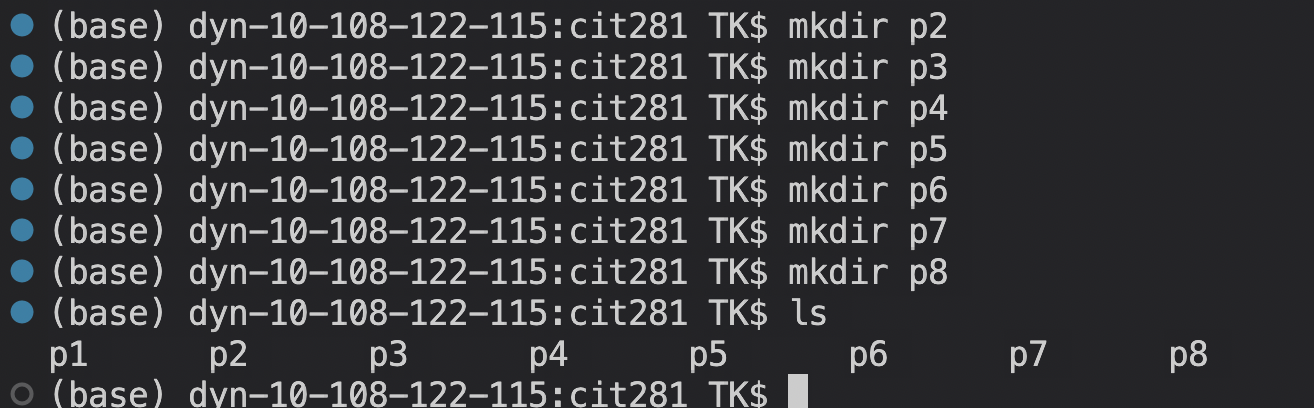 (base) dyn-10-108-122-115:cit281 TK$ mkdir p2
(base) dyn-10-108-122-115:cit281 TK$ mkdir p3
(base) dyn-10-108-122-115:cit281 TK$ mkdir p4
(base) dyn-10-108-122-115:cit281 TK$ mkdir p5
(base) dyn-10-108-122-115:cit281 TK$ mkdir p6
(base) dyn-10-108-122-115:cit281 TK$ mkdir p7
(base) dyn-10-108-122-115:cit281 TK$ mkdir p8
(base) dyn-10-108-122-115:cit281 TK$ ls
p1      p2      p3      p4      p5      p6      p7      p8
(base) dyn-10-108-122-115:cit281 TK$